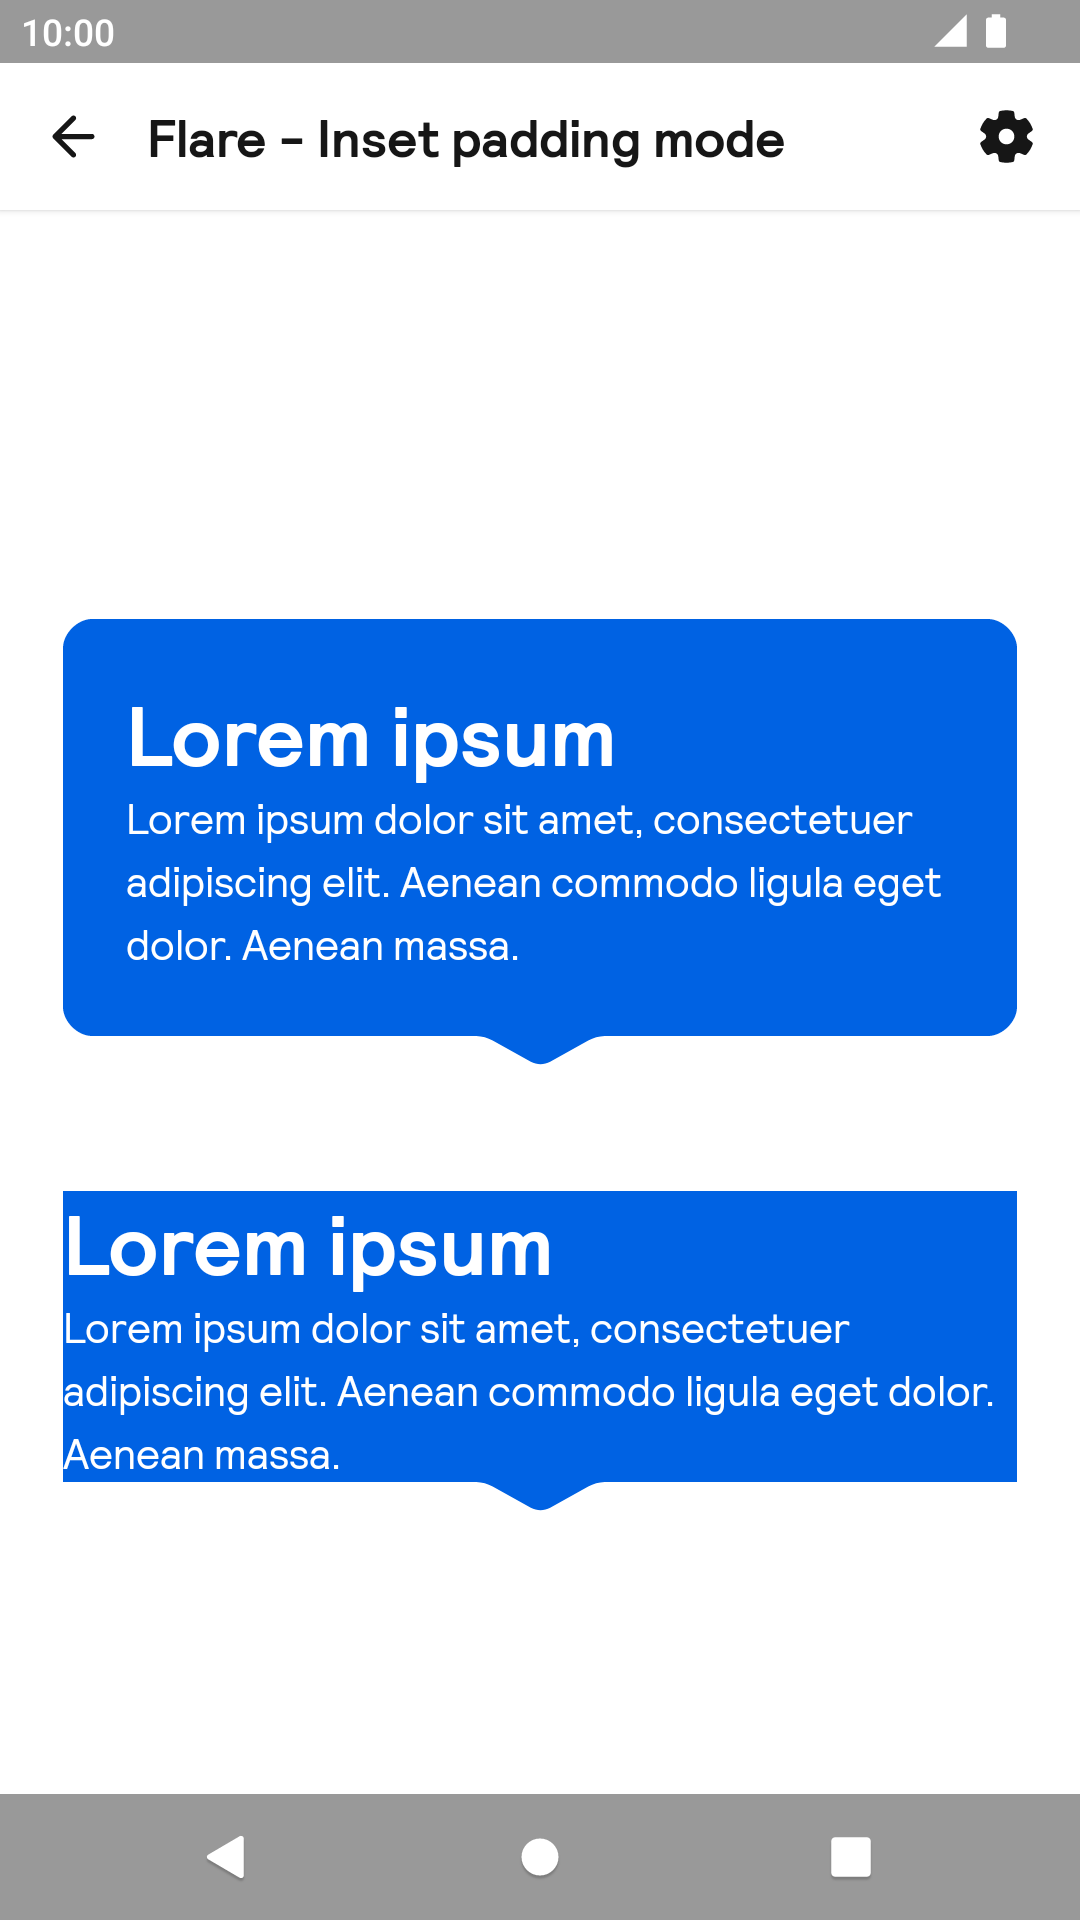 10:00
Flare - Inset padding mode
Lorem ipsum
Lorem ipsum dolor sit amet, consectetuer
adipiscing elit. Aenean commodo ligula eget
dolor. Aenean massa.
Lorem ipsum
Lorem ipsum dolor sit amet, consectetuer
adipiscing elit. Aenean commodo ligula eget dolor.
Aenean massa.